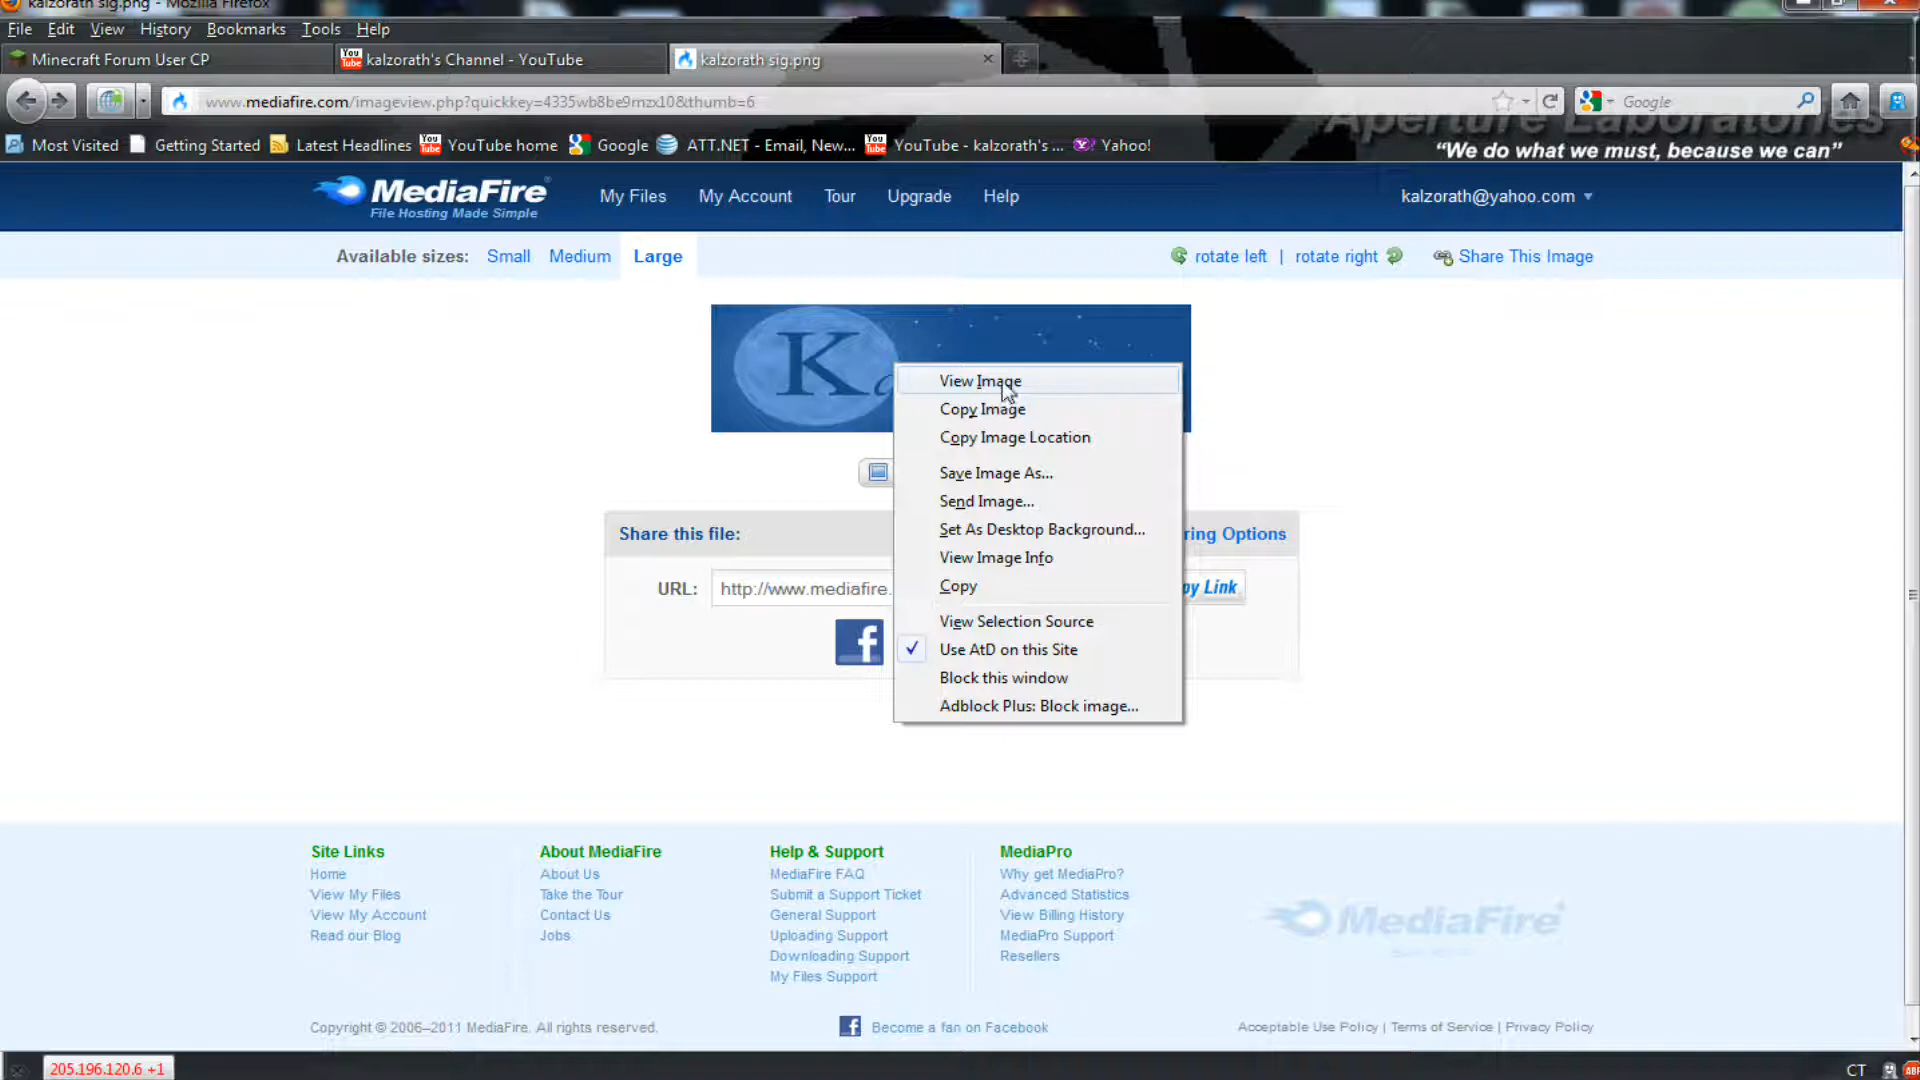 kalzorath sig.png - Mozilla Firefox
File Edit View History Bookmarks Tools Help
Minecraft Forum User CP
You Tube kalzorath's Channel - YouTube
kalzorath sig.png
www.mediafire.com/imageview.php?quickkey=4335wb8be9mzx10&thumb=6
Google
Aperture Laboratories
Most Visited Getting Started Latest Headlines You Tube YouTube home Google ATT.NET - Email, New... You Tube YouTube - kalzorath's ... Yahoo!
“We do what we must, because we can”
MediaFire
File Hosting Made Simple
My Files My Account Tour Upgrade Help
kalzorath@yahoo.com
Available sizes: Small Medium Large
rotate left | rotate right Share This Image
K
View Image
Copy Image
Copy Image Location
Save Image As...
Send Image...
Set As Desktop Background...
View Image Info
Copy
View Selection Source
Use AtD on this Site
Block this window
Adblock Plus: Block image...
Share this file:
ring Options
URL: http://www.mediafire.
py Link
f
Site Links
Home
View My Files
View My Account
Read our Blog
About MediaFire
About Us
Take the Tour
Contact Us
Jobs
Help & Support
MediaFire FAQ
Submit a Support Ticket
General Support
Uploading Support
Downloading Support
My Files Support
MediaPro
Why get MediaPro?
Advanced Statistics
View Billing History
MediaPro Support
Resellers
MediaFire
Copyright © 2006–2011 MediaFire. All rights reserved.
f Become a fan on Facebook
Acceptable Use Policy | Terms of Service | Privacy Policy
205.196.120.6 +1
CT
ABP